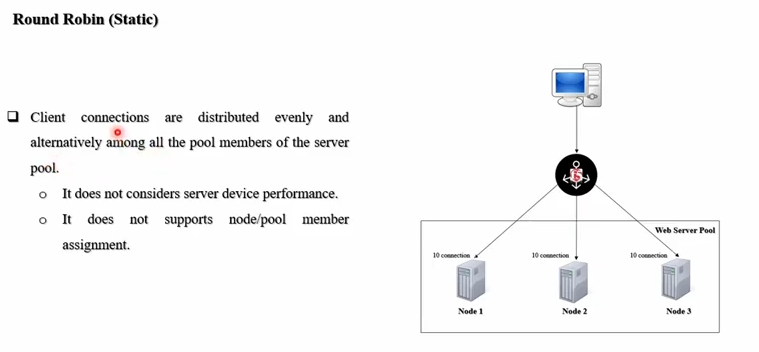 Round Robin (Static)
Client connections are distributed evenly and
alternatively among all the pool members of the server
pool.
It does not considers server device performance.
It does not supports node/pool member
assignment.
Web Server Pool
10 connection
10 connection
10 connection
Node 1
Node 2
Node 3